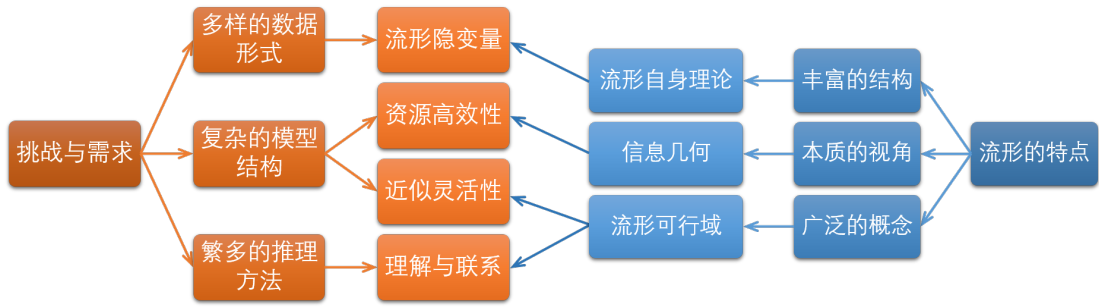 挑战与需求
多样的数据
形式
复杂的模型
结构
繁多的推理
方法
流形隐变量
资源高效性
近似灵活性
理解与联系
流形自身理论
信息几何
流形可行域
丰富的结构
本质的视角
广泛的概念
流形的特点